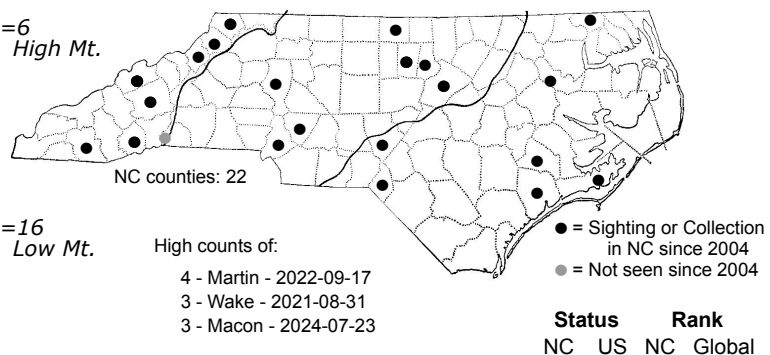 =6
High Mt.
NC counties: 22
=16
Low Mt.
High counts of:
4 - Martin - 2022-09-17
3 - Wake - 2021-08-31
3 - Macon - 2024-07-23
● = Sighting or Collection
in NC since 2004
● = Not seen since 2004
Status Rank
NC US NC Global